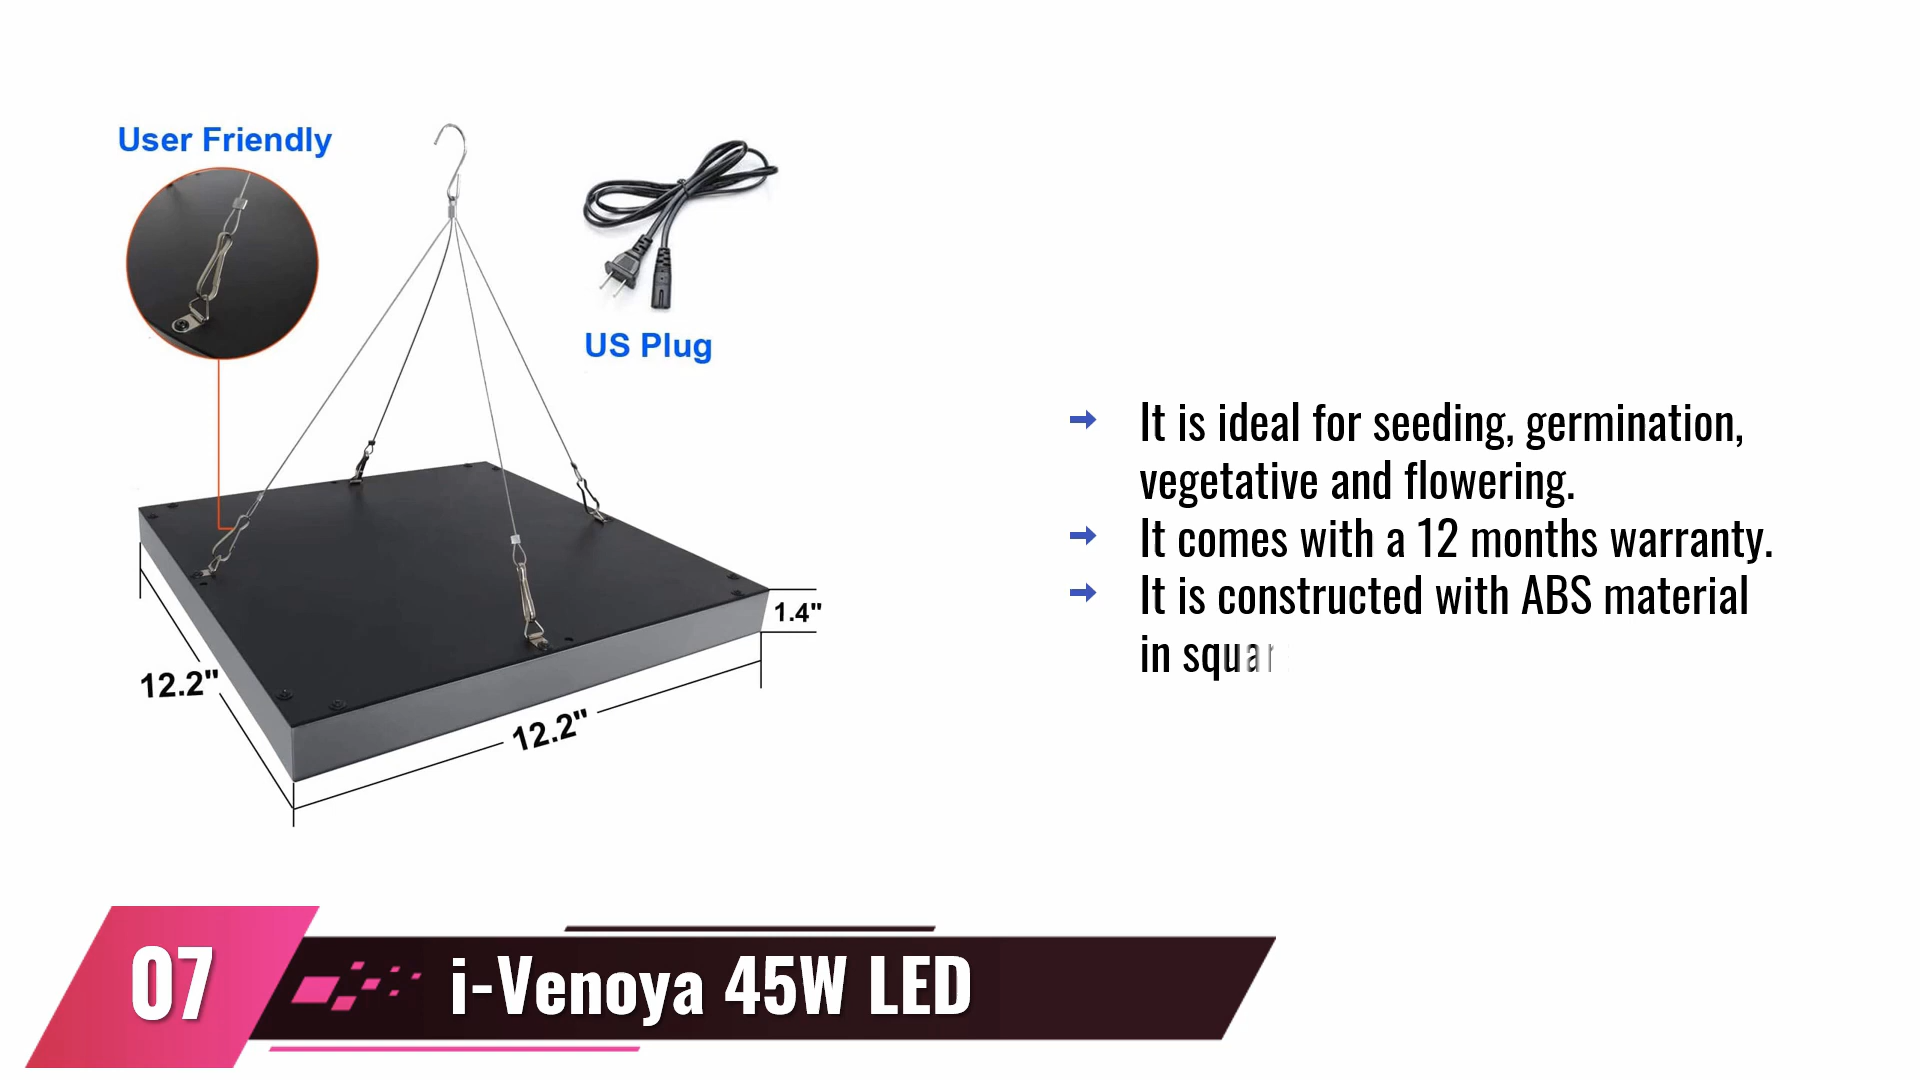 User Friendly
US Plug
1.4"
12.2"
12.2"
It is ideal for seeding, germination,
vegetative and flowering.
It comes with a 12 months warranty.
It is constructed with ABS material
in squar
07
i-Venoya 45W LED